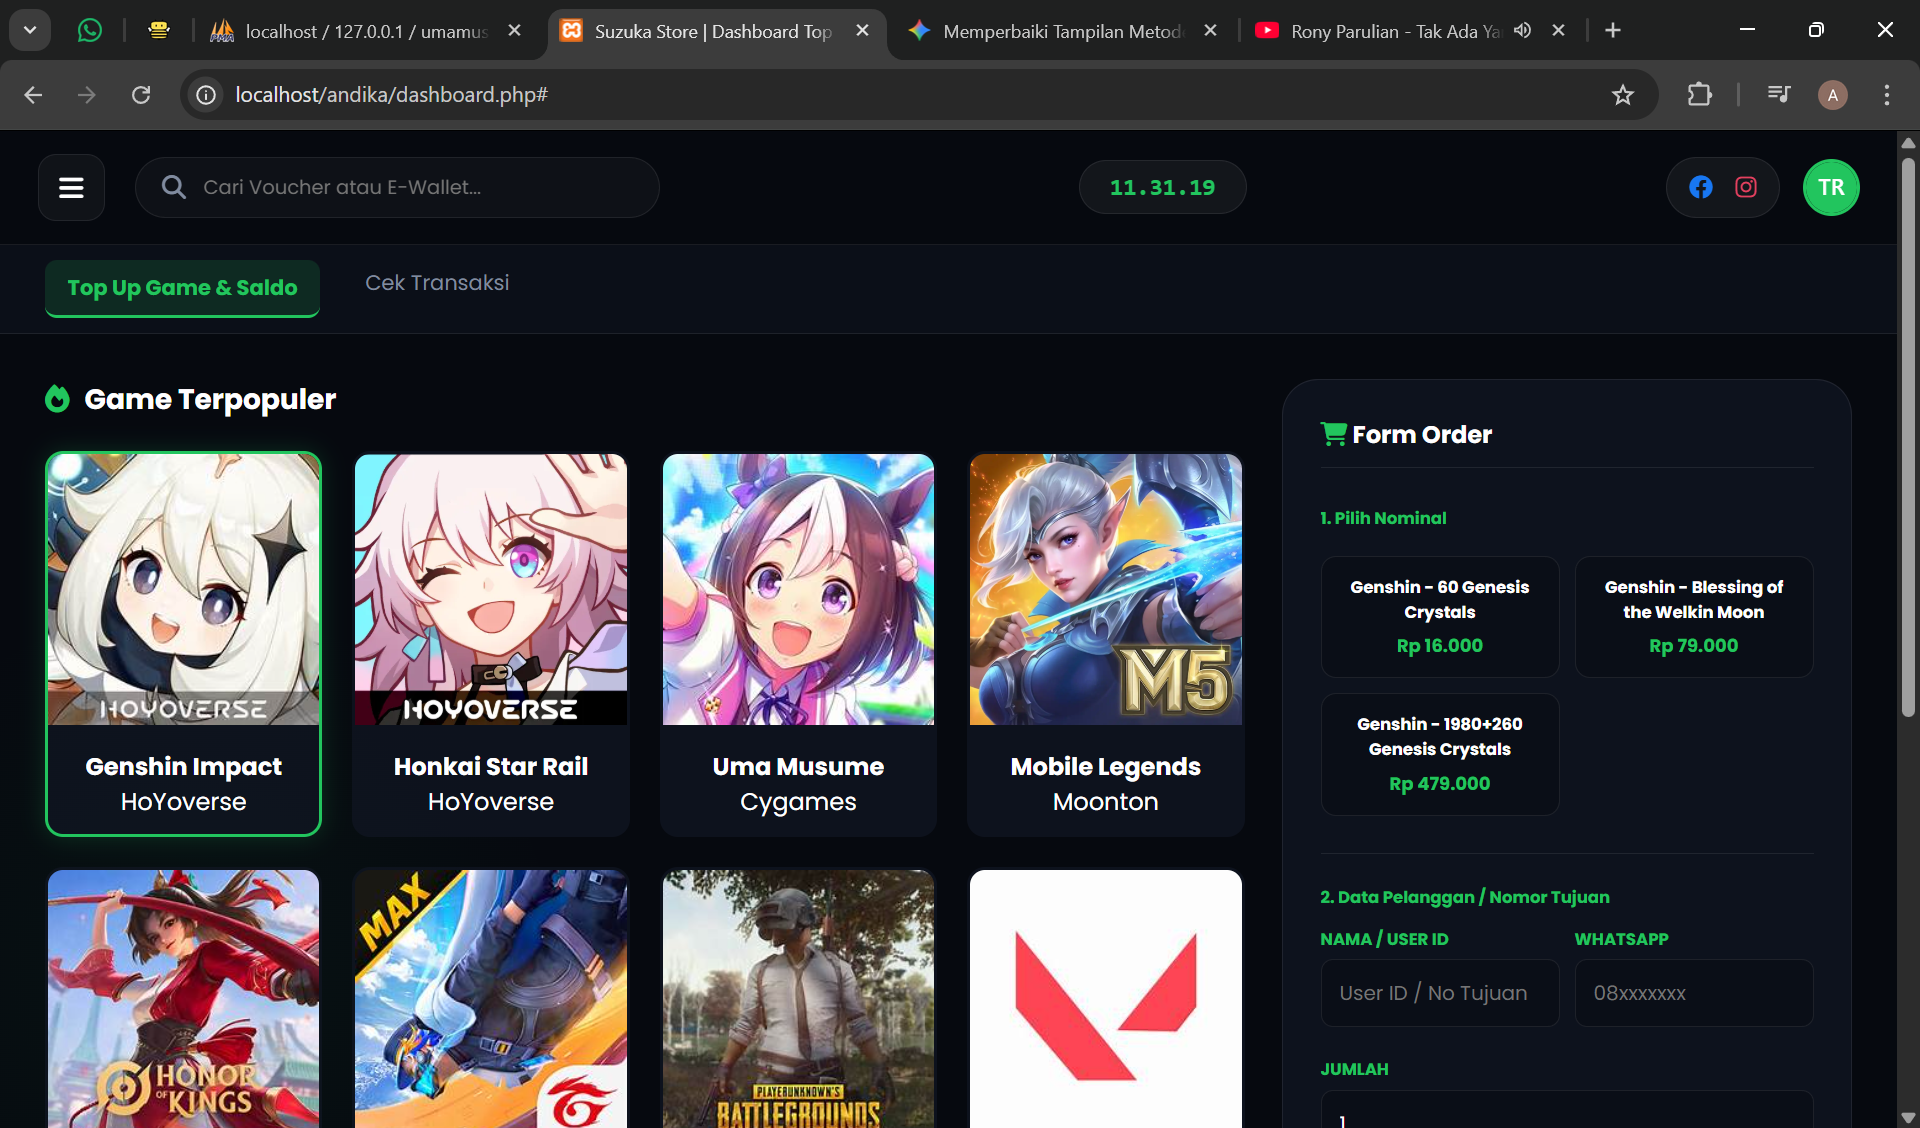 localhost / 127.0.0.1 / umamus
Suzuka Store | Dashboard Top
Memperbaiki Tampilan Metod
Rony Parulian - Tak Ada Ya
localhost/andika/dashboard.php#
A
Cari Voucher atau E-Wallet...
11.31.19
TR
Top Up Game & Saldo
Cek Transaksi
Game Terpopuler
HOYOVERSE
Genshin Impact
HoYoverse
HOYOVERSE
Honkai Star Rail
HoYoverse
Uma Musume
Cygames
M5
Mobile Legends
Moonton
HONOR
OF KINGS
MAX
PLAYERUNKNOWN'S
BATTLEGROUNDS
Form Order
1. Pilih Nominal
Genshin - 60 Genesis
Crystals
Rp 16.000
Genshin - Blessing of
the Welkin Moon
Rp 79.000
Genshin - 1980+260
Genesis Crystals
Rp 479.000
2. Data Pelanggan / Nomor Tujuan
NAMA / USER ID
WHATSAPP
User ID / No Tujuan
08xxxxxxx
JUMLAH
1